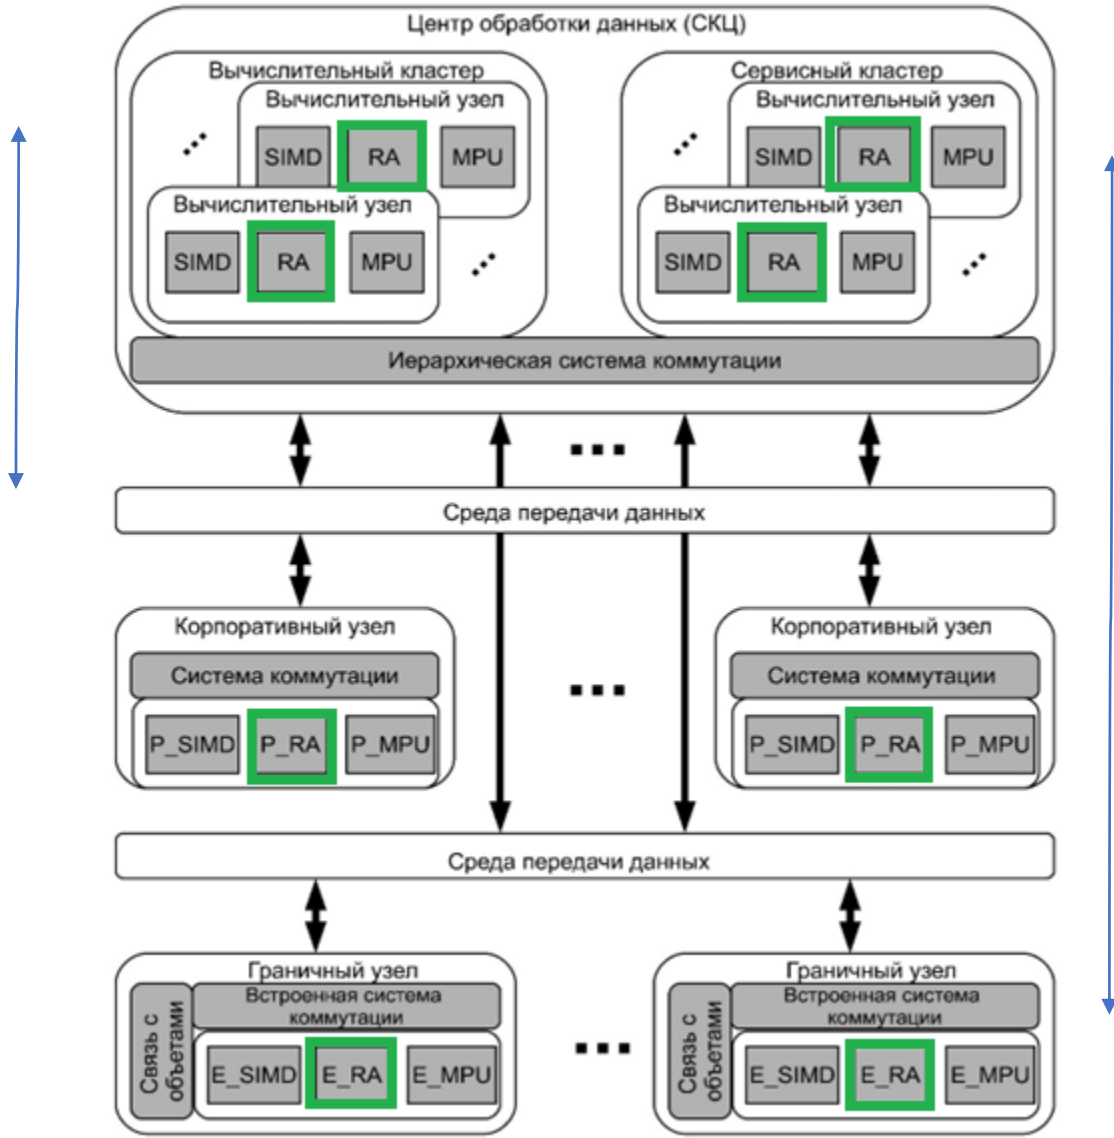 Центр обработки данных (СКЦ)
Вычислительный кластер
Сервисный кластер
Вычислительный узел
Вычислительный узел
SIMD RA MPU
SIMD RA MPU
Вычислительный узел
Вычислительный узел
SIMD RA MPU
SIMD RA MPU
Иерархическая система коммутации
Среда передачи данных
Корпоративный узел
Корпоративный узел
Система коммутации
Система коммутации
P_SIMD P_RA P_MPU
P_SIMD P_RA P_MPU
Среда передачи данных
Граничный узел
Граничный узел
Встроенная система
коммутации
Встроенная система
коммутации
Связь с
объетами
Связь с
объетами
E_SIMD E_RA E_MPU
E_SIMD E_RA E_MPU